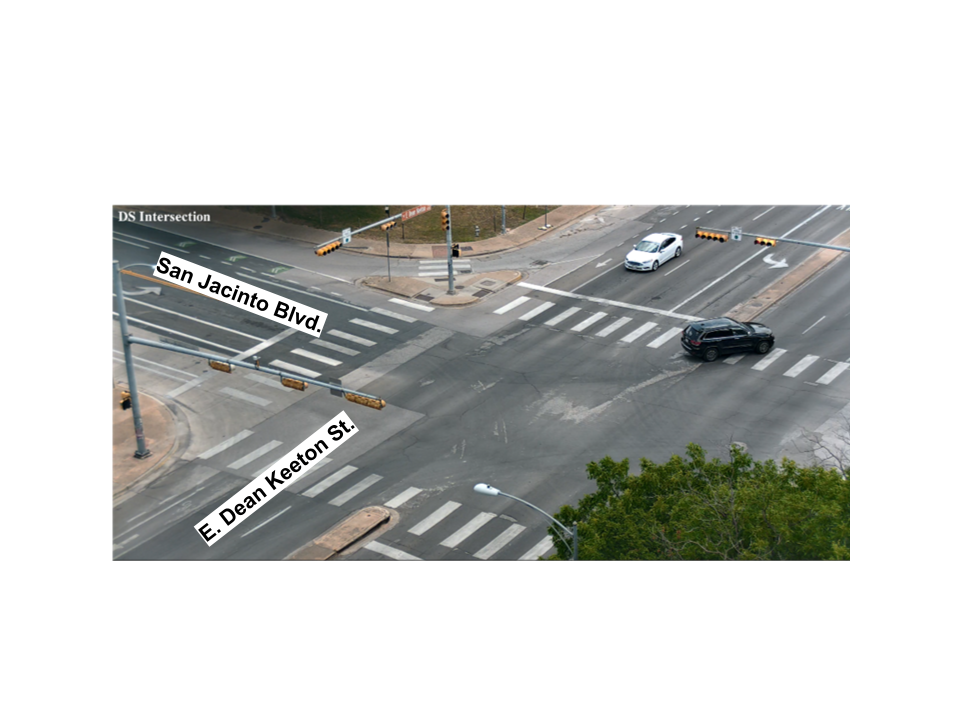 DS Intersection
San Jacinto Blvd.
E. Dean Keeton St.